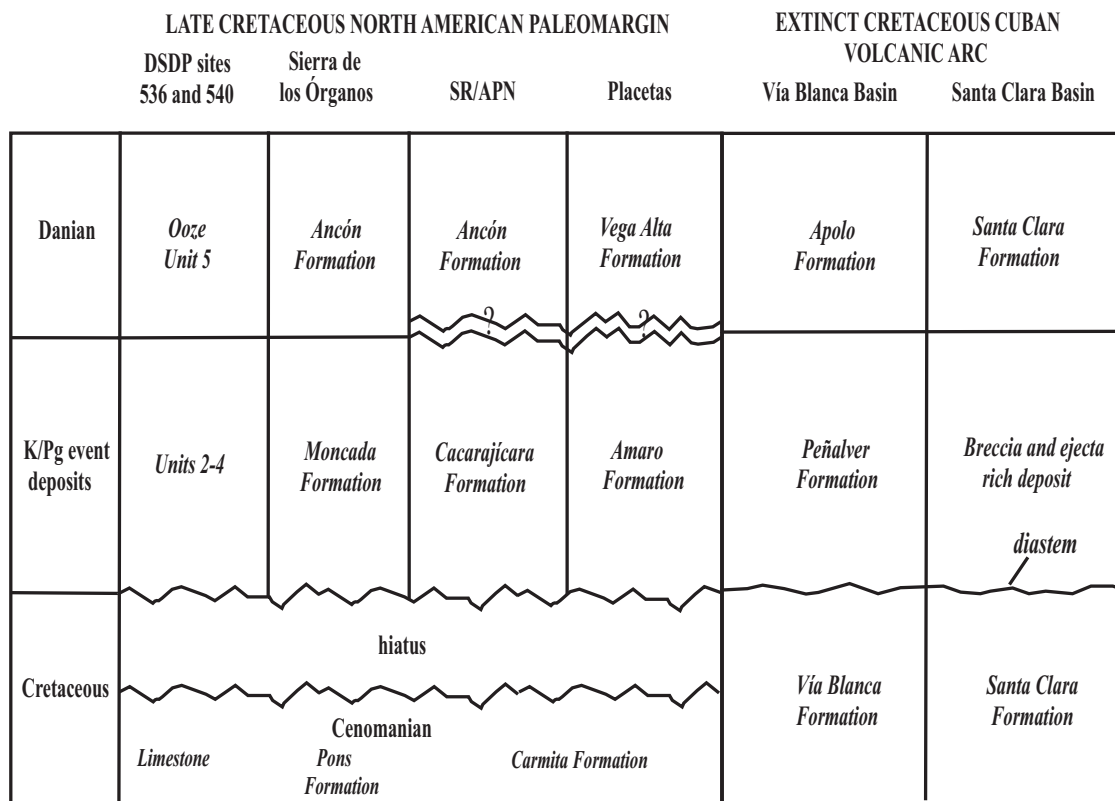 LATE CRETACEOUS NORTH AMERICAN PALEOMARGIN
EXTINCT CRETACEOUS CUBAN
VOLCANIC ARC
DSDP sites
536 and 540
Sierra de
los Órganos
SR/APN
Placetas
Vía Blanca Basin
Santa Clara Basin
Danian
Ooze
Unit 5
Ancón
Formation
Ancón
Formation
Vega Alta
Formation
Apolo
Formation
Santa Clara
Formation
?
?
K/Pg event
deposits
Units 2-4
Moncada
Formation
Cacarajícara
Formation
Amaro
Formation
Peñalver
Formation
Breccia and ejecta
rich deposit
diastem
Cretaceous
hiatus
Cenomanian
Limestone
Pons
Formation
Carmita Formation
Vía Blanca
Formation
Santa Clara
Formation